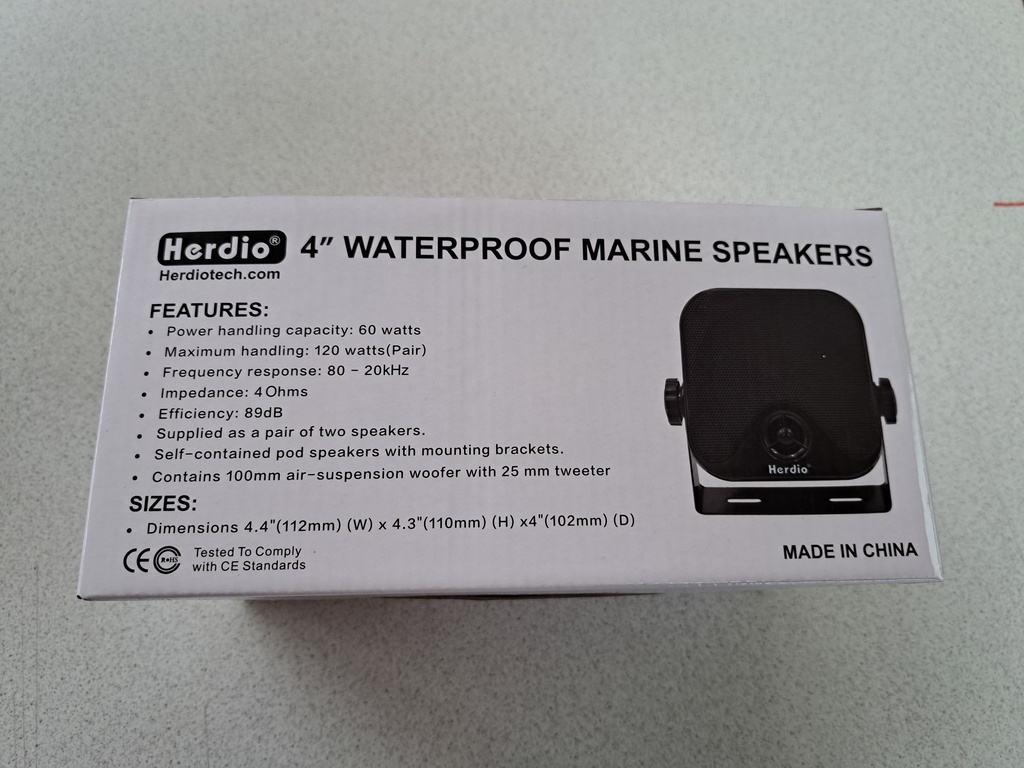 Herdio® 4" WATERPROOF MARINE SPEAKERS
Herdiotech.com
FEATURES:
• Power handling capacity: 60 watts
• Maximum handling: 120 watts(Pair)
• Frequency response: 80 - 20kHz
• Impedance: 4Ohms
• Efficiency: 89dB
• Supplied as a pair of two speakers.
• Self-contained pod speakers with mounting brackets.
• Contains 100mm air-suspension woofer with 25 mm tweeter
Herdio
SIZES:
• Dimensions 4.4"(112mm) (W) x 4.3"(110mm) (H) x4"(102mm) (D)
CE RoHS Tested To Comply
with CE Standards
MADE IN CHINA